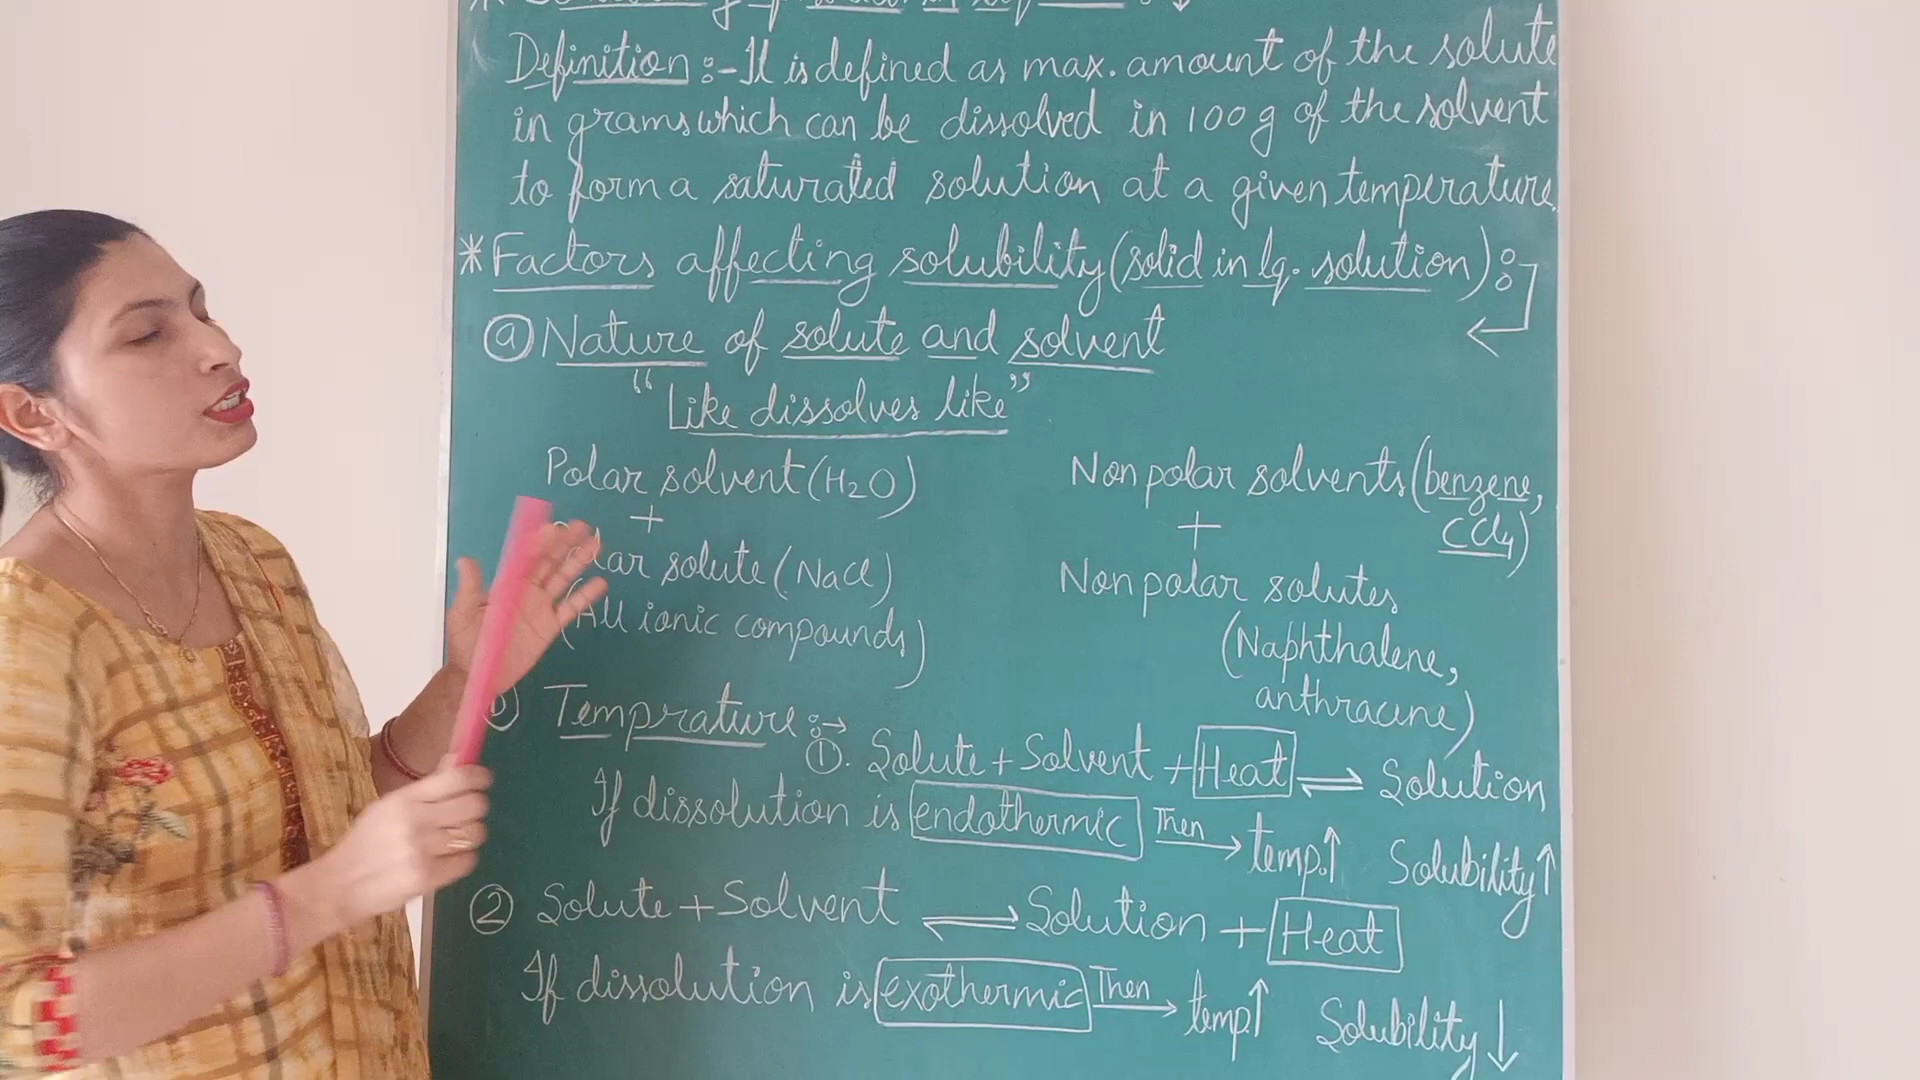 Definition :- It is defined as max. amount of the solute
in grams which can be dissolved in 100g of the solvent
to form a saturated solution at a given temperature.
* Factors affecting solubility (solid in lq. solution) :
(a) Nature of solute and solvent
"Like dissolves like"
Polar solvent (H2O)
+
solute (NaCl)
(All ionic compounds)
Non polar solvents (benzene,
CCl4)
+
Non polar solutes
(Naphthalene,
anthracene)
(b) Temprature :→
①. Solute + Solvent + Heat ⇌ Solution
If dissolution is endothermic Then → temp.↑ Solubility↑
② Solute + Solvent ⇌ Solution + Heat
If dissolution is exothermic Then → temp.↑ Solubility↓